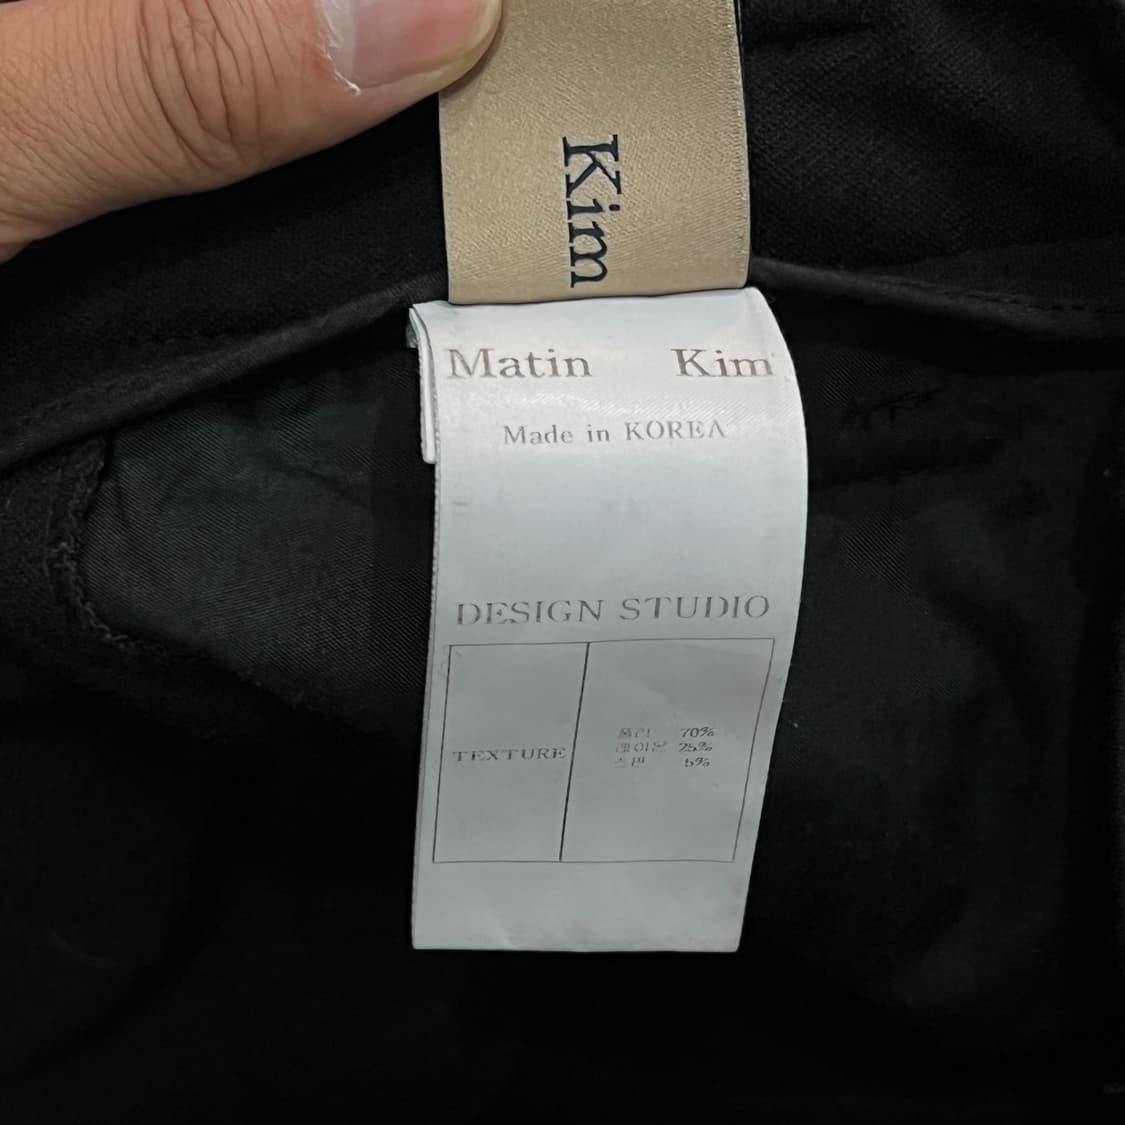 Kim
Matin Kim
Made in KOREA
DESIGN STUDIO
TEXTURE
폴리 70%
레이온 25%
스판 5%